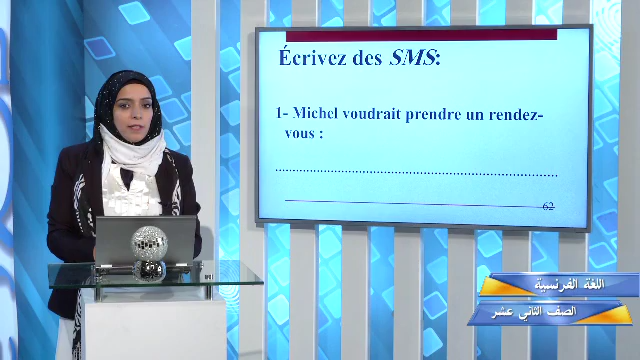 Écrivez des SMS:
1- Michel voudrait prendre un rendez-
vous :
62
اللغة الفرنسية
الصف الثاني عشر